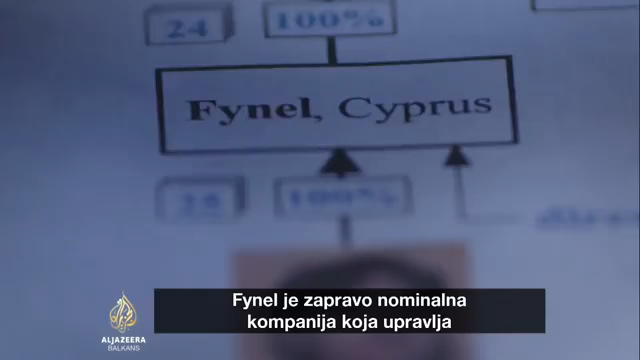 24
100%
Fynel, Cyprus
100%
Fynel je zapravo nominalna
kompanija koja upravlja
ALJAZEERA
BALKANS